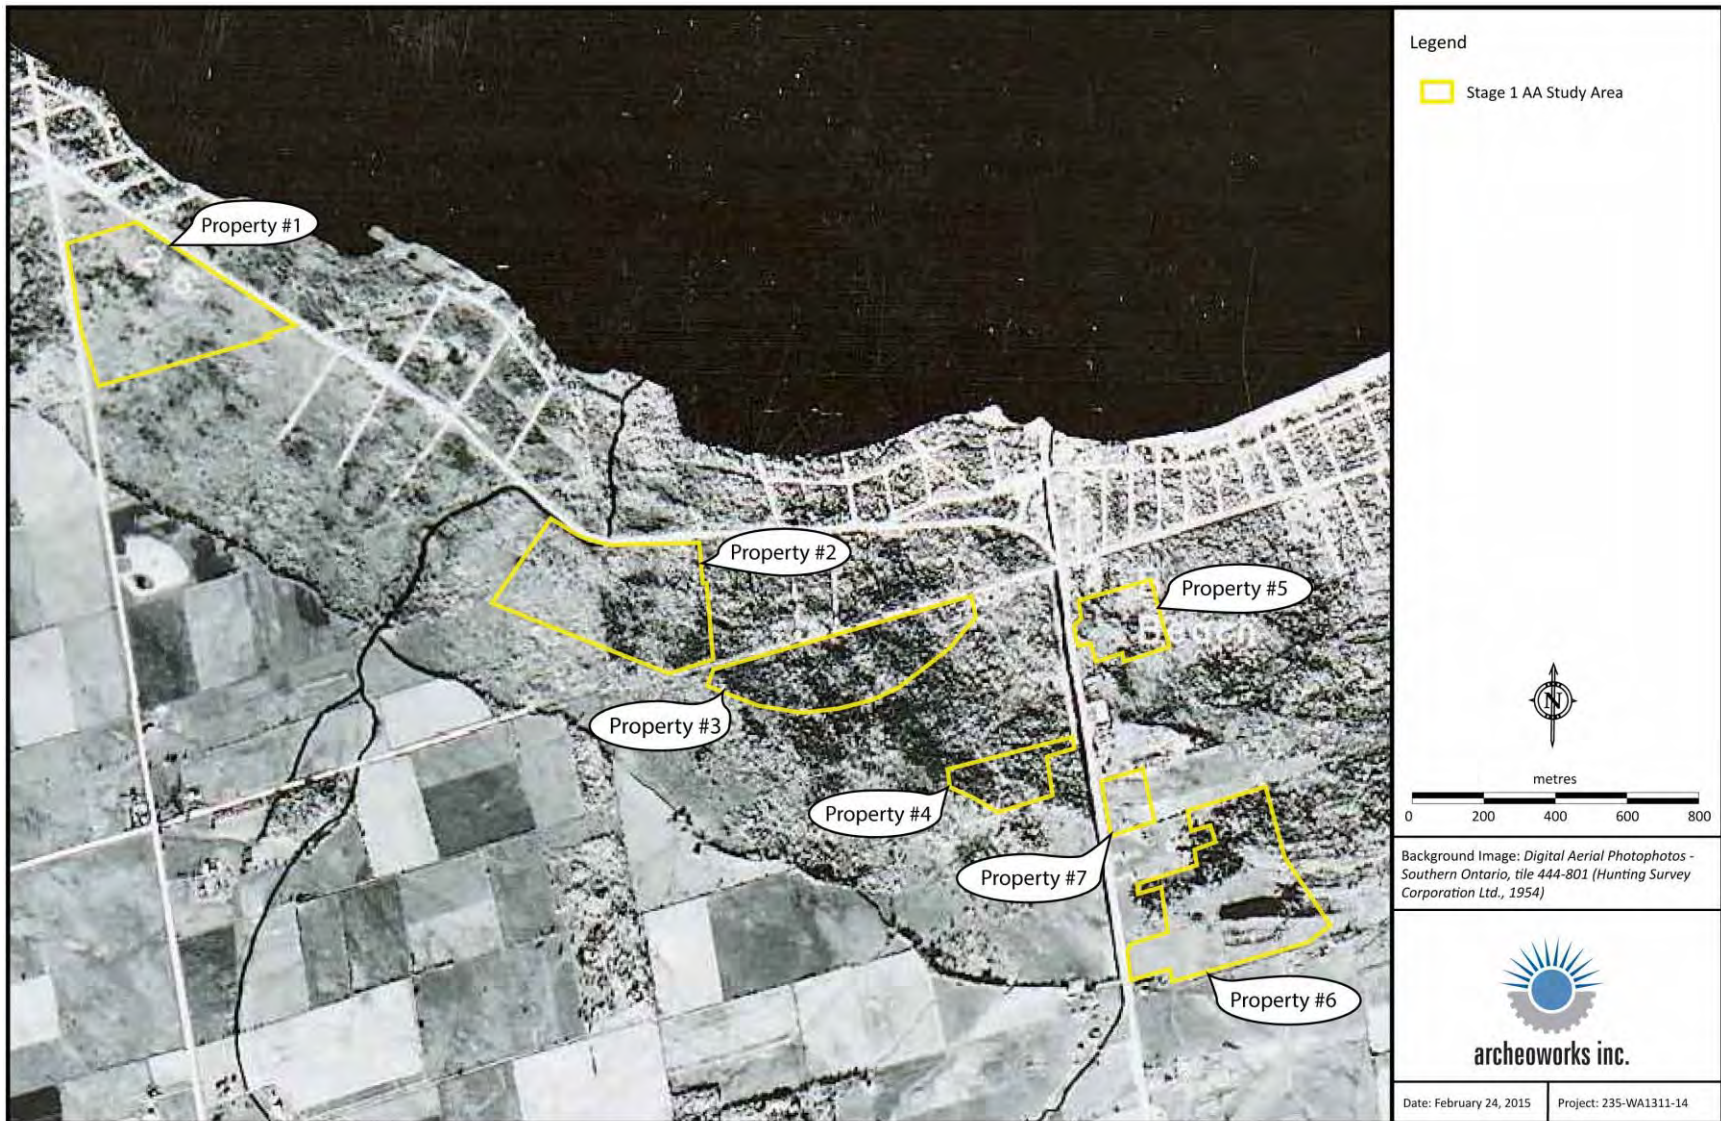 Legend
Stage 1 AA Study Area
Property #1
Property #2
Property #5
Beach
Property #3
Property #4
Property #7
Property #6
N
metres
0 200 400 600 800
Background Image: Digital Aerial Photophotos -
Southern Ontario, tile 444-801 (Hunting Survey
Corporation Ltd., 1954)
archeoworks inc.
Date: February 24, 2015
Project: 235-WA1311-14